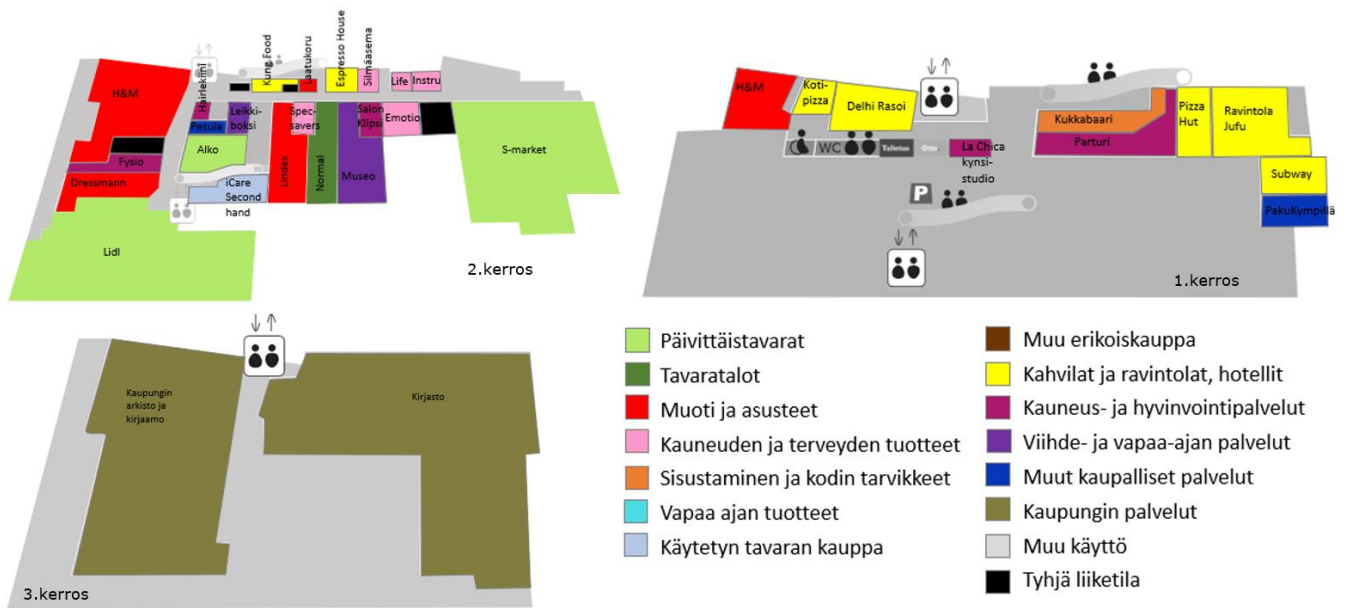 Hairlekiini
Kung Food
Laatukoru
Espresso House
Silmäasema
Life
Instru
H&M
Leikki-
boksi
Spec-
savers
Salon
Klipsi
Emotio
Pesula
Alko
Fysio
Dressmann
iCare
Second
hand
Lindex
Normal
Museo
S-market
Lidl
2.kerros
H&M
Koti-
pizza
Delhi Rasoi
Kukkabaari
Parturi
Pizza
Hut
Ravintola
Jufu
WC
Talletus
Otto.
La Chica
kynsi-
studio
P
Subway
PakuKympillä
1.kerros
Kaupungin
arkisto ja
kirjaamo
Kirjasto
3.kerros
Päivittäistavarat
Tavaratalot
Muoti ja asusteet
Kauneuden ja terveyden tuotteet
Sisustaminen ja kodin tarvikkeet
Vapaa ajan tuotteet
Käytetyn tavaran kauppa
Muu erikoiskauppa
Kahvilat ja ravintolat, hotellit
Kauneus- ja hyvinvointipalvelut
Viihde- ja vapaa-ajan palvelut
Muut kaupalliset palvelut
Kaupungin palvelut
Muu käyttö
Tyhjä liiketila